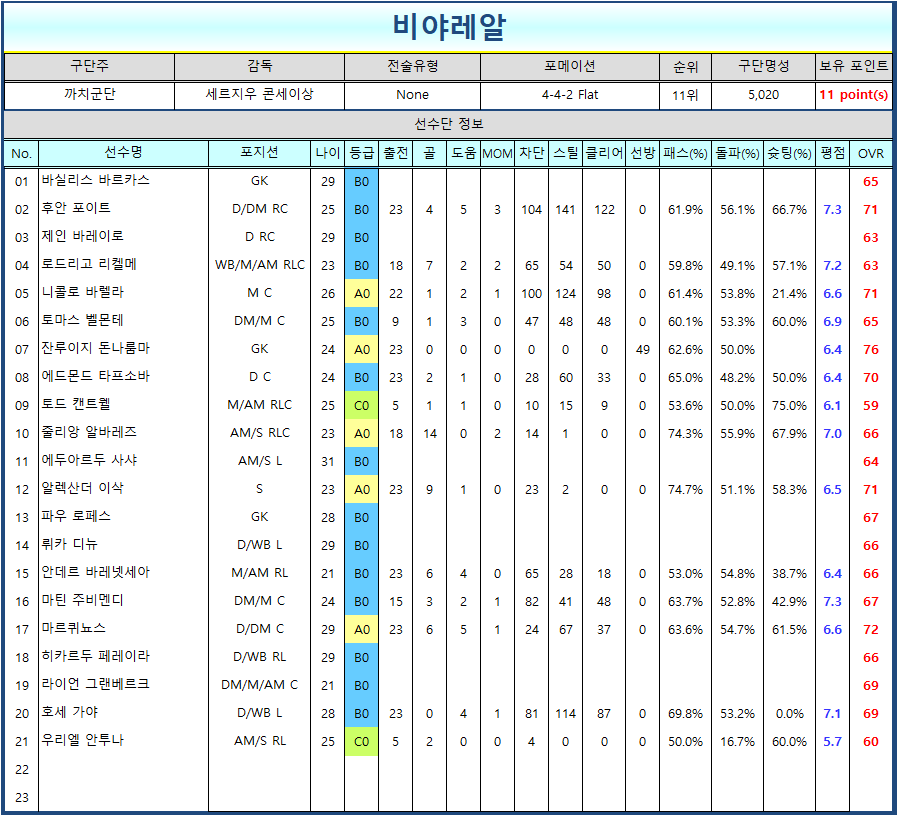 비야레알
구단주 감독 전술유형 포메이션 순위 구단명성 보유 포인트
까치군단 세르지우 콘세이상 None 4-4-2 Flat 11위 5,020 11 point(s)
선수단 정보
No. 선수명 포지션 나이 등급 출전 골 도움 MOM 차단 스틸 클리어 선방 패스(%) 돌파(%) 슛팅(%) 평점 OVR
01 바실리스 바르카스 GK 29 B0 65
02 후안 포이트 D/DM RC 25 B0 23 4 5 3 104 141 122 0 61.9% 56.1% 66.7% 7.3 71
03 제인 바레이로 D RC 29 B0 63
04 로드리고 리켈메 WB/M/AM RLC 23 B0 18 7 2 2 65 54 50 0 59.8% 49.1% 57.1% 7.2 63
05 니콜로 바렐라 M C 26 A0 22 1 2 1 100 124 98 0 61.4% 53.8% 21.4% 6.6 71
06 토마스 벨몬테 DM/M C 25 B0 9 1 3 0 47 48 48 0 60.1% 53.3% 60.0% 6.9 65
07 잔루이지 돈나룸마 GK 24 A0 23 0 0 0 0 0 0 49 62.6% 50.0% 6.4 76
08 에드몬드 타프소바 D C 24 B0 23 2 1 0 28 60 33 0 65.0% 48.2% 50.0% 6.4 70
09 토드 캔트웰 M/AM RLC 25 C0 5 1 1 0 10 15 9 0 53.6% 50.0% 75.0% 6.1 59
10 줄리앙 알바레즈 AM/S RLC 23 A0 18 14 0 2 14 1 0 0 74.3% 55.9% 67.9% 7.0 66
11 에두아르두 사샤 AM/S L 31 B0 64
12 알렉산더 이삭 S 23 A0 23 9 1 0 23 2 0 0 74.7% 51.1% 58.3% 6.5 71
13 파우 로페스 GK 28 B0 67
14 뤼카 디뉴 D/WB L 29 B0 66
15 안데르 바레넷세아 M/AM RL 21 B0 23 6 4 0 65 28 18 0 53.0% 54.8% 38.7% 6.4 66
16 마틴 주비멘디 DM/M C 24 B0 15 3 2 1 82 41 48 0 63.7% 52.8% 42.9% 7.3 67
17 마르퀴뇨스 D/DM C 29 A0 23 6 5 1 24 67 37 0 63.6% 54.7% 61.5% 6.6 72
18 히카르두 페레이라 D/WB RL 29 B0 66
19 라이언 그랜베르크 DM/M/AM C 21 B0 69
20 호세 가야 D/WB L 28 B0 23 0 4 1 81 114 87 0 69.8% 53.2% 0.0% 7.1 69
21 우리엘 안투나 AM/S RL 25 C0 5 2 0 0 4 0 0 0 50.0% 16.7% 60.0% 5.7 60
22
23